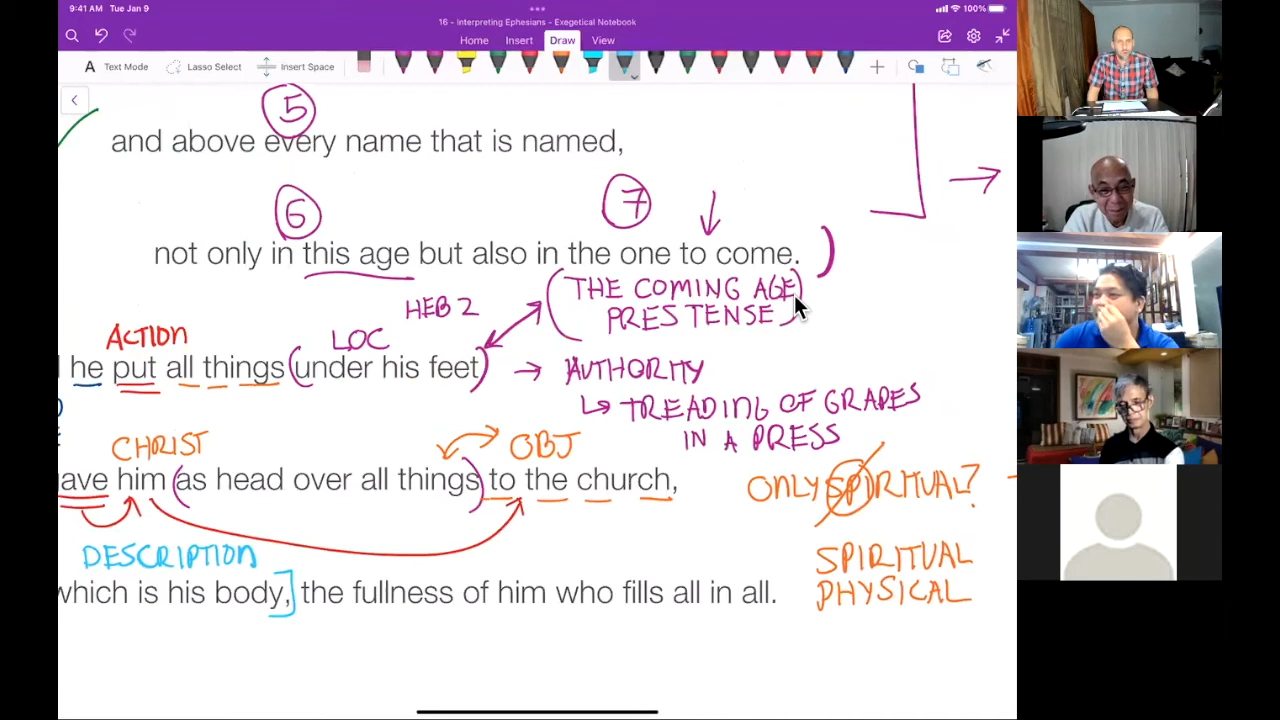 9:41 AM Tue Jan 9
100%
16 - Interpreting Ephesians - Exegetical Notebook
Home Insert Draw View
A Text Mode Lasso Select Insert Space
5
and above every name that is named,
6 7
not only in this age but also in the one to come.
(THE COMING AGE)
HEB 2
PRES TENSE
ACTION
LOC
he put all things (under his feet) → AUTHORITY
↳ TREADING OF GRAPES
IN A PRESS
CHRIST OBJ
gave him (as head over all things) to the church,
ONLY SPIRITUAL?
DESCRIPTION
SPIRITUAL
which is his body,] the fullness of him who fills all in all.
PHYSICAL